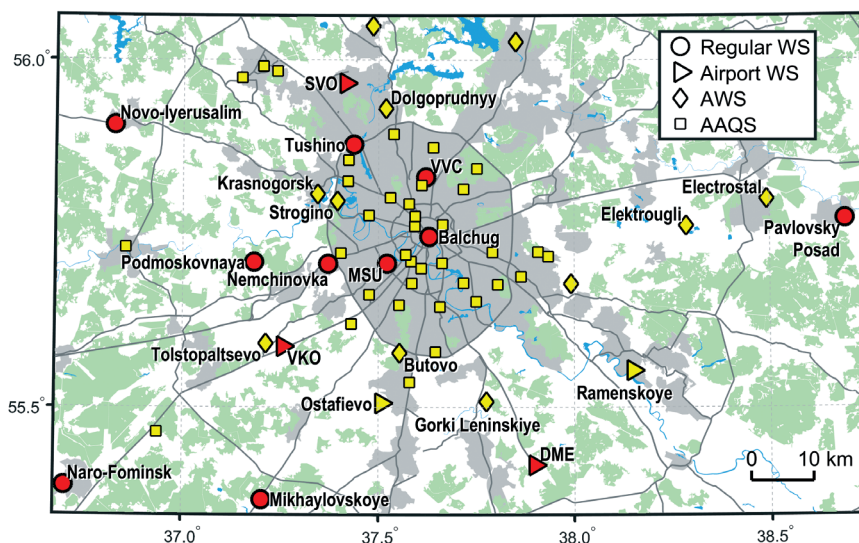 56.0°
Regular WS
Airport WS
AWS
AAQS
SVO
Dolgoprudnyy
Novo-Iyerusalim
Tushino
VVC
Krasnogorsk
Strogino
Electrostal
Elektrougli
Pavlovsky
Posad
Balchug
Podmoskovnaya
Nemchinovka
MSU
Tolstopaltsevo
VKO
Butovo
Ramenskoye
55.5°
Ostafievo
Gorki Leninskiye
DME
0 10 km
Naro-Fominsk
Mikhaylovskoye
37.0° 37.5° 38.0° 38.5°